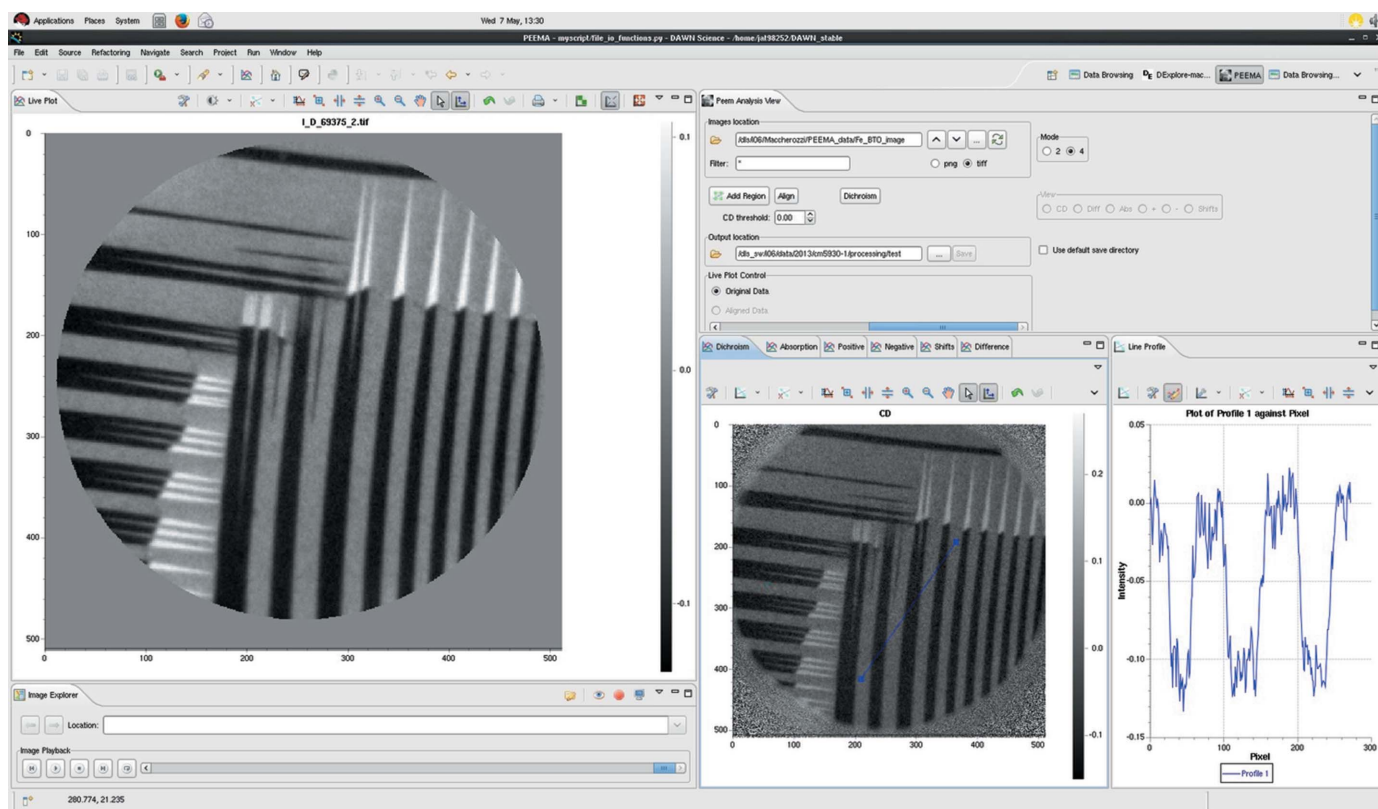 Applications Places System
Wed 7 May, 13:30
PEEMA - myscript/file_io_functions.py - DAWN Science - /home/jat98252/DAWN_stable
File Edit Source Refactoring Navigate Search Project Run Window Help
Data Browsing DExplore-mac... PEEMA Data Browsing...
Live Plot
I_D_69375_2.tif
0
100
200
300
400
500
0 100 200 300 400 500
0.1
0.0
-0.1
Image Explorer
Location:
Image Playback
280.774, 21.235
Peem Analysis View
Images location
/dls/i06/Maccherozzi/PEEMA_data/Fe_BTO_image
...
Filter: * png tiff
Mode
2 4
Add Region Align Dichroism
CD threshold: 0.00
View
CD Diff Abs + - Shifts
Output location
/dls_sw/i06/data/2013/cm5930-1/processing/test
... Save
Use default save directory
Live Plot Control
Original Data
Aligned Data
Dichroism Absorption Positive Negative Shifts Difference
CD
0
100
200
300
400
500
0 100 200 300 400 500
0.2
0.1
0.0
-0.1
Line Profile
Plot of Profile 1 against Pixel
0.05
0.00
-0.05
-0.10
-0.15
Intensity
0 100 200 300
Pixel
Profile 1